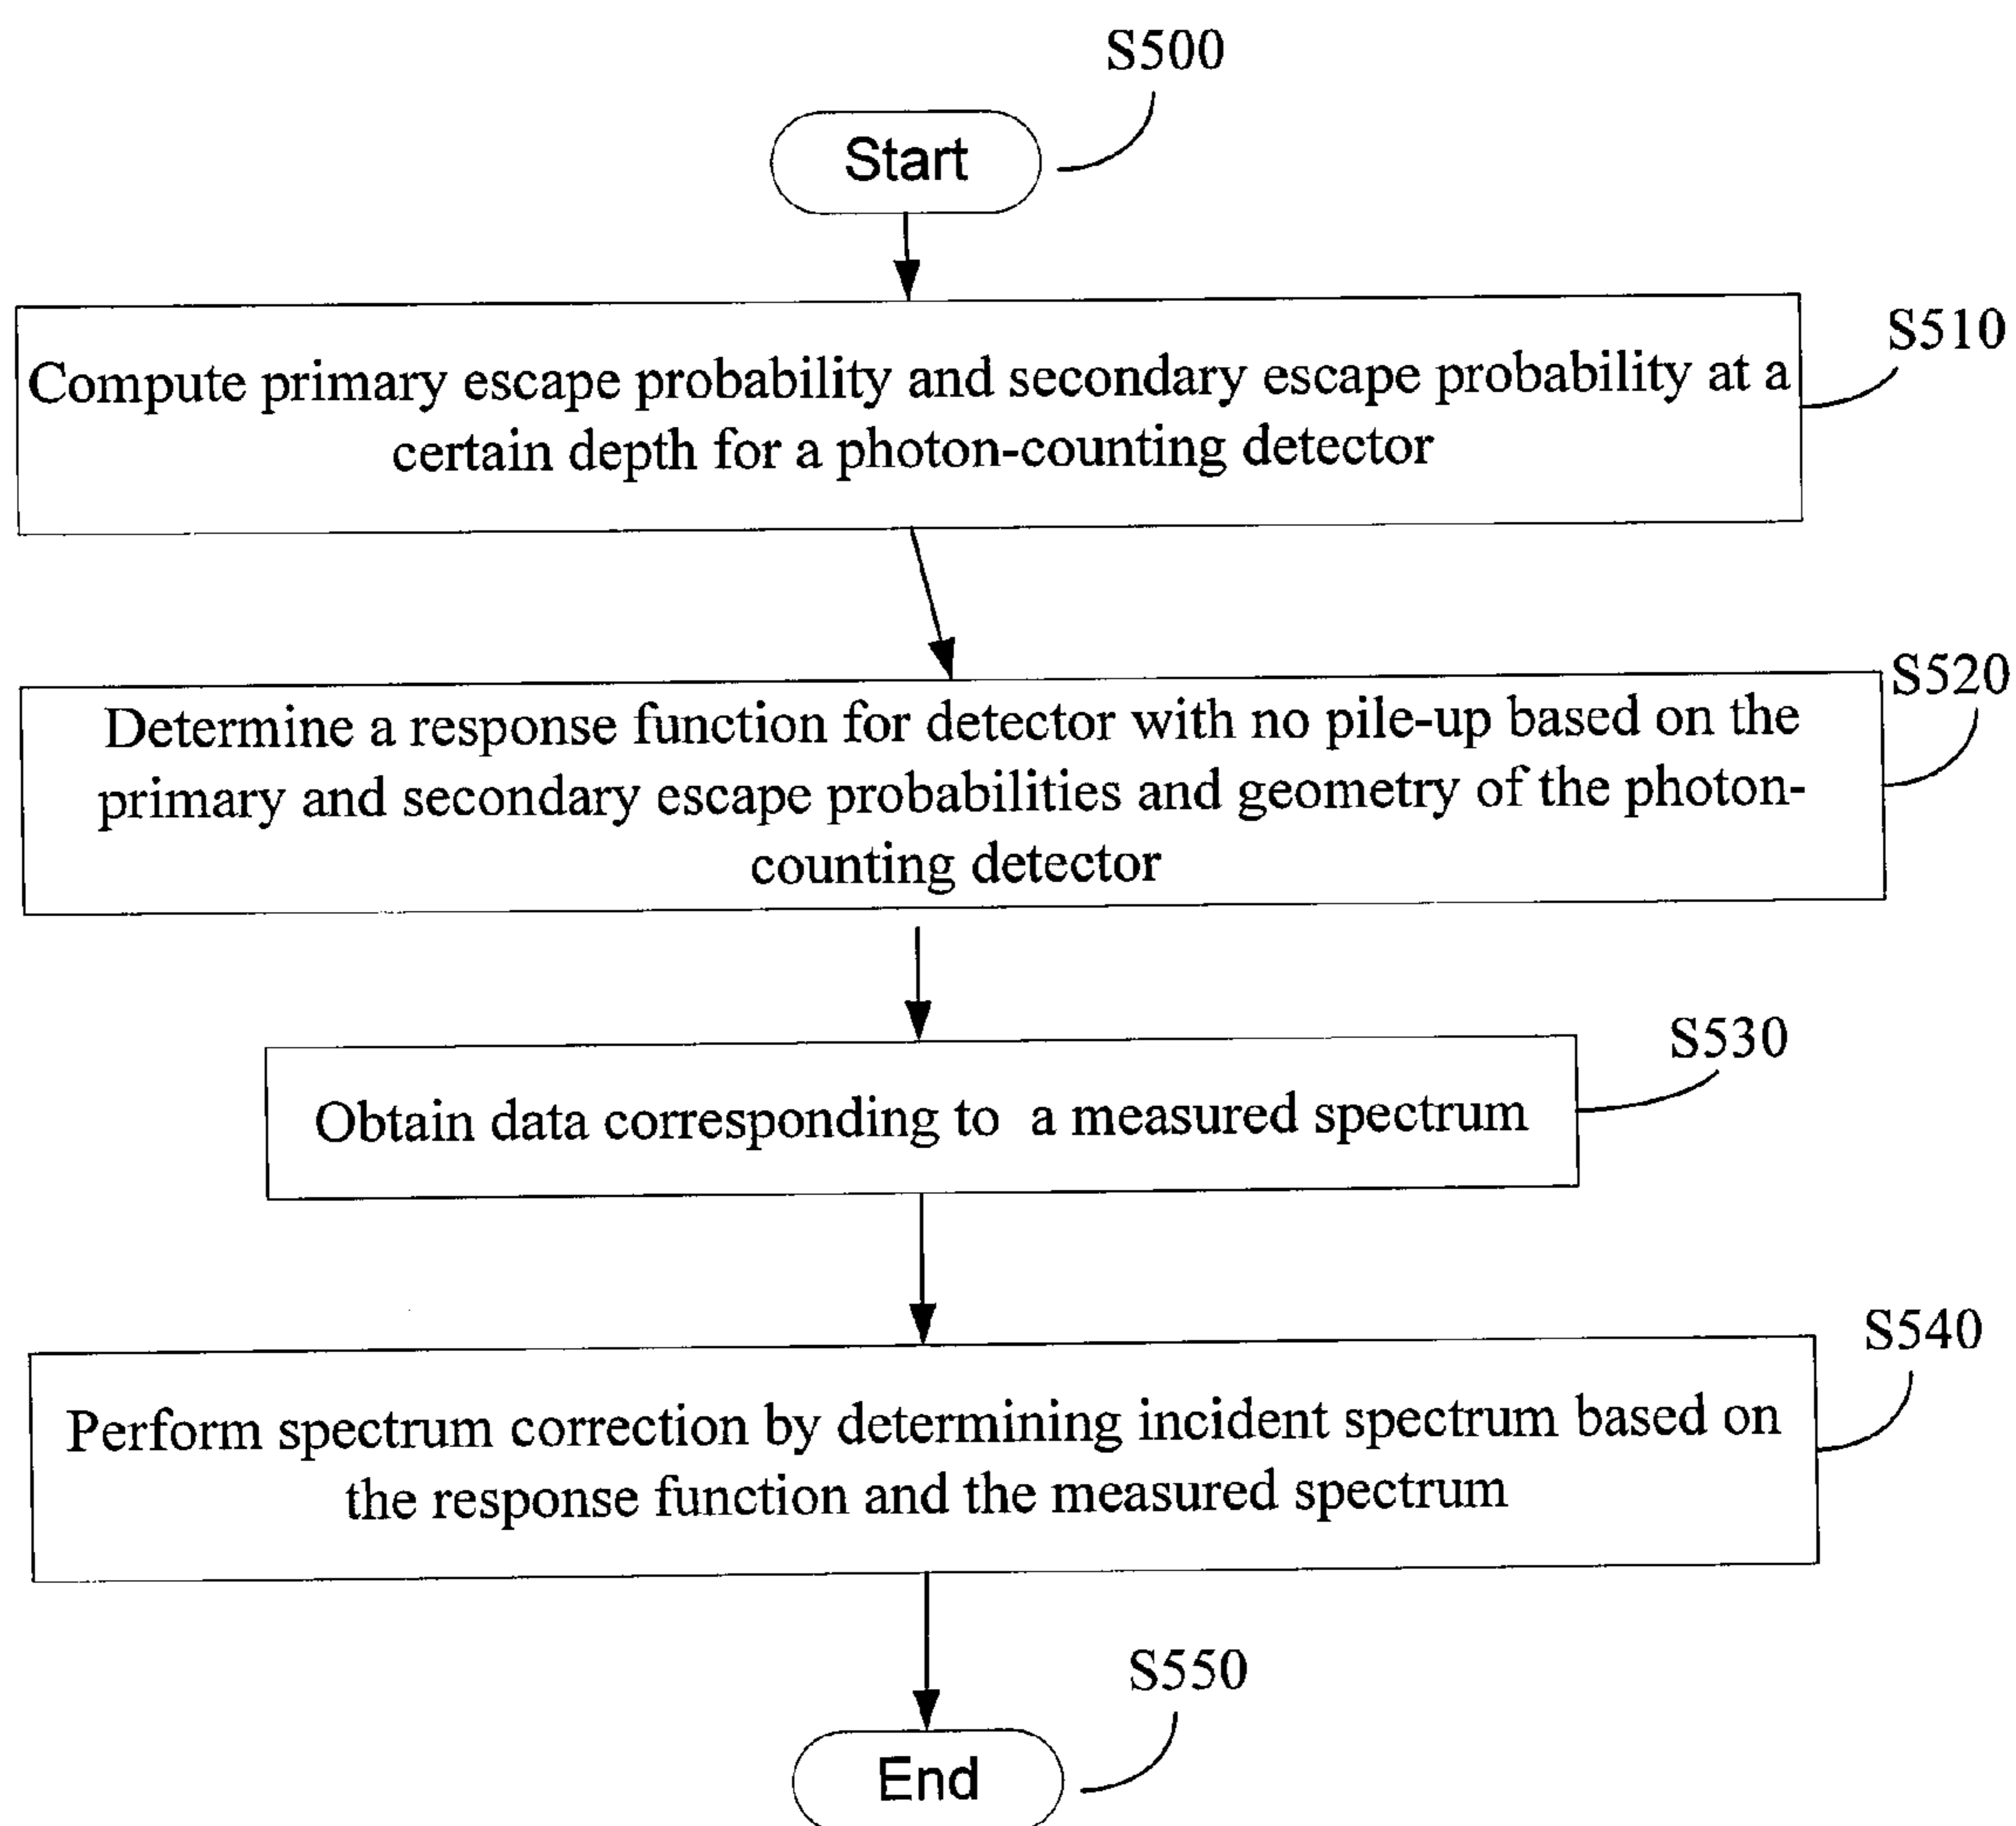 S500
Start
S510
Compute primary escape probability and secondary escape probability at a
certain depth for a photon-counting detector
S520
Determine a response function for detector with no pile-up based on the
primary and secondary escape probabilities and geometry of the photon-
counting detector
S530
Obtain data corresponding to a measured spectrum
S540
Perform spectrum correction by determining incident spectrum based on
the response function and the measured spectrum
S550
End